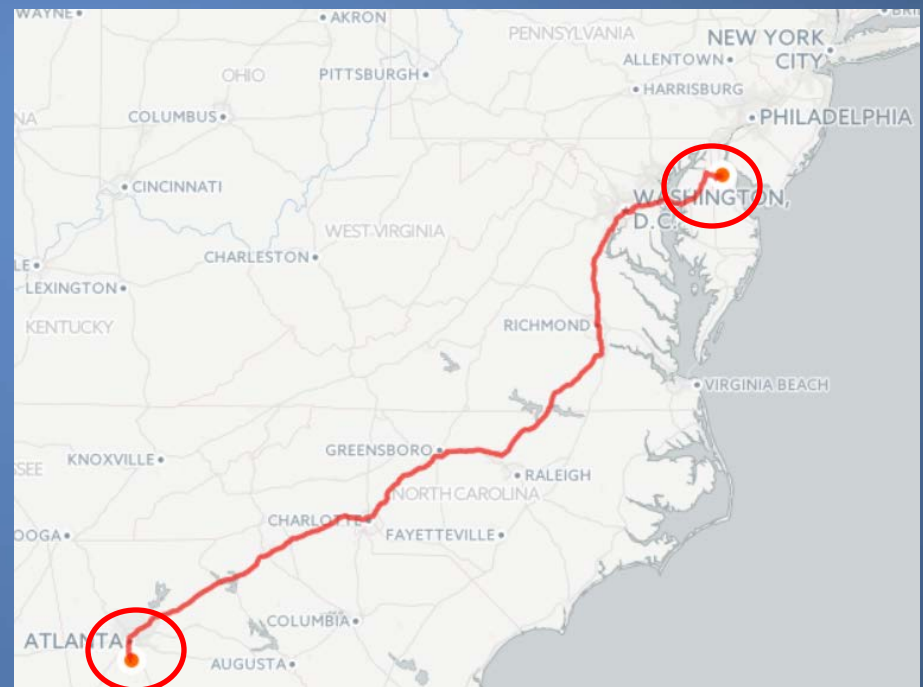 WAYNE•
• AKRON
PENNSYLVANIA
NEW YORK
CITY
ALLENTOWN •
OHIO
PITTSBURGH •
• HARRISBURG
COLUMBUS •
• PHILADELPHIA
• CINCINNATI
WASHINGTON,
D.C.
WEST VIRGINIA
CHARLESTON •
LEXINGTON •
KENTUCKY
RICHMOND
• VIRGINIA BEACH
GREENSBORO •
KNOXVILLE •
• RALEIGH
NORTH CAROLINA
CHARLOTTE
FAYETTEVILLE •
OOGA •
COLUMBIA •
ATLANTA
AUGUSTA •